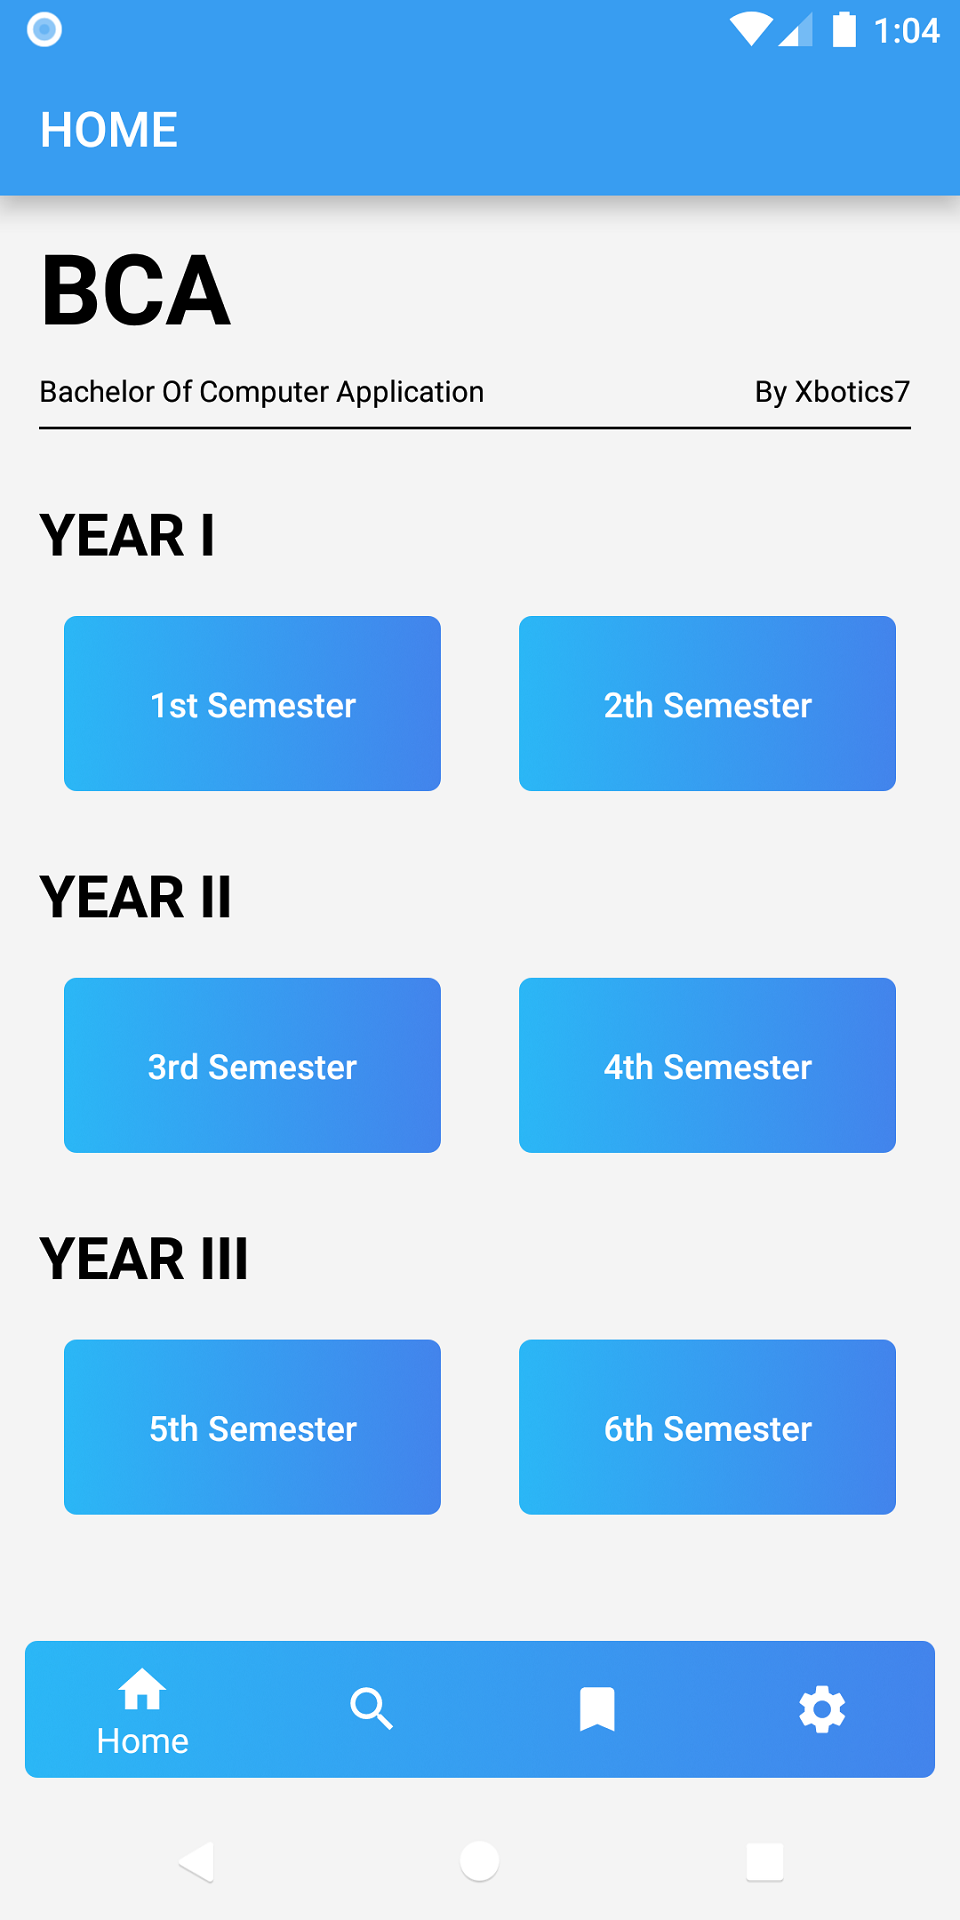 1:04
HOME
BCA
Bachelor Of Computer Application By Xbotics7
YEAR I
1st Semester 2th Semester
YEAR II
3rd Semester 4th Semester
YEAR III
5th Semester 6th Semester
Home